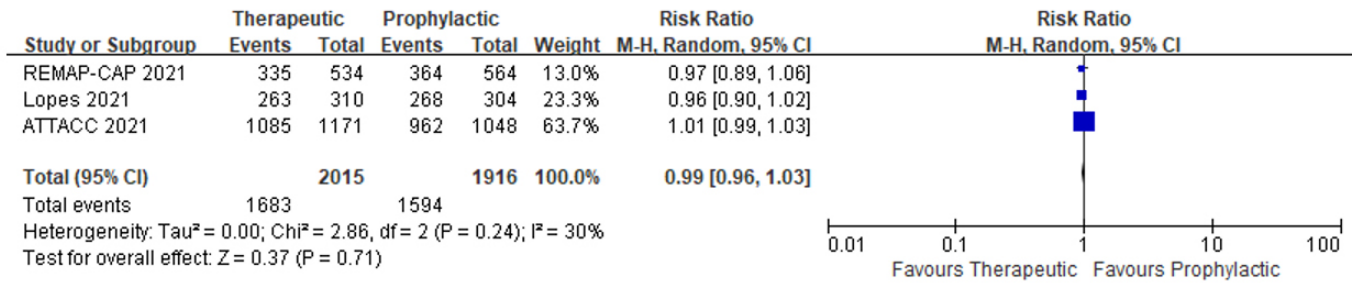 Therapeutic Prophylactic Risk Ratio Risk Ratio
Study or Subgroup Events Total Events Total Weight M-H, Random, 95% CI M-H, Random, 95% CI
REMAP-CAP 2021 335 534 364 564 13.0% 0.97 [0.89, 1.06]
Lopes 2021 263 310 268 304 23.3% 0.96 [0.90, 1.02]
ATTACC 2021 1085 1171 962 1048 63.7% 1.01 [0.99, 1.03]
Total (95% CI) 2015 1916 100.0% 0.99 [0.96, 1.03]
Total events 1683 1594
Heterogeneity: Tau² = 0.00; Chi² = 2.86, df = 2 (P = 0.24); I² = 30%
Test for overall effect: Z = 0.37 (P = 0.71)
0.01 0.1 1 10 100
Favours Therapeutic Favours Prophylactic